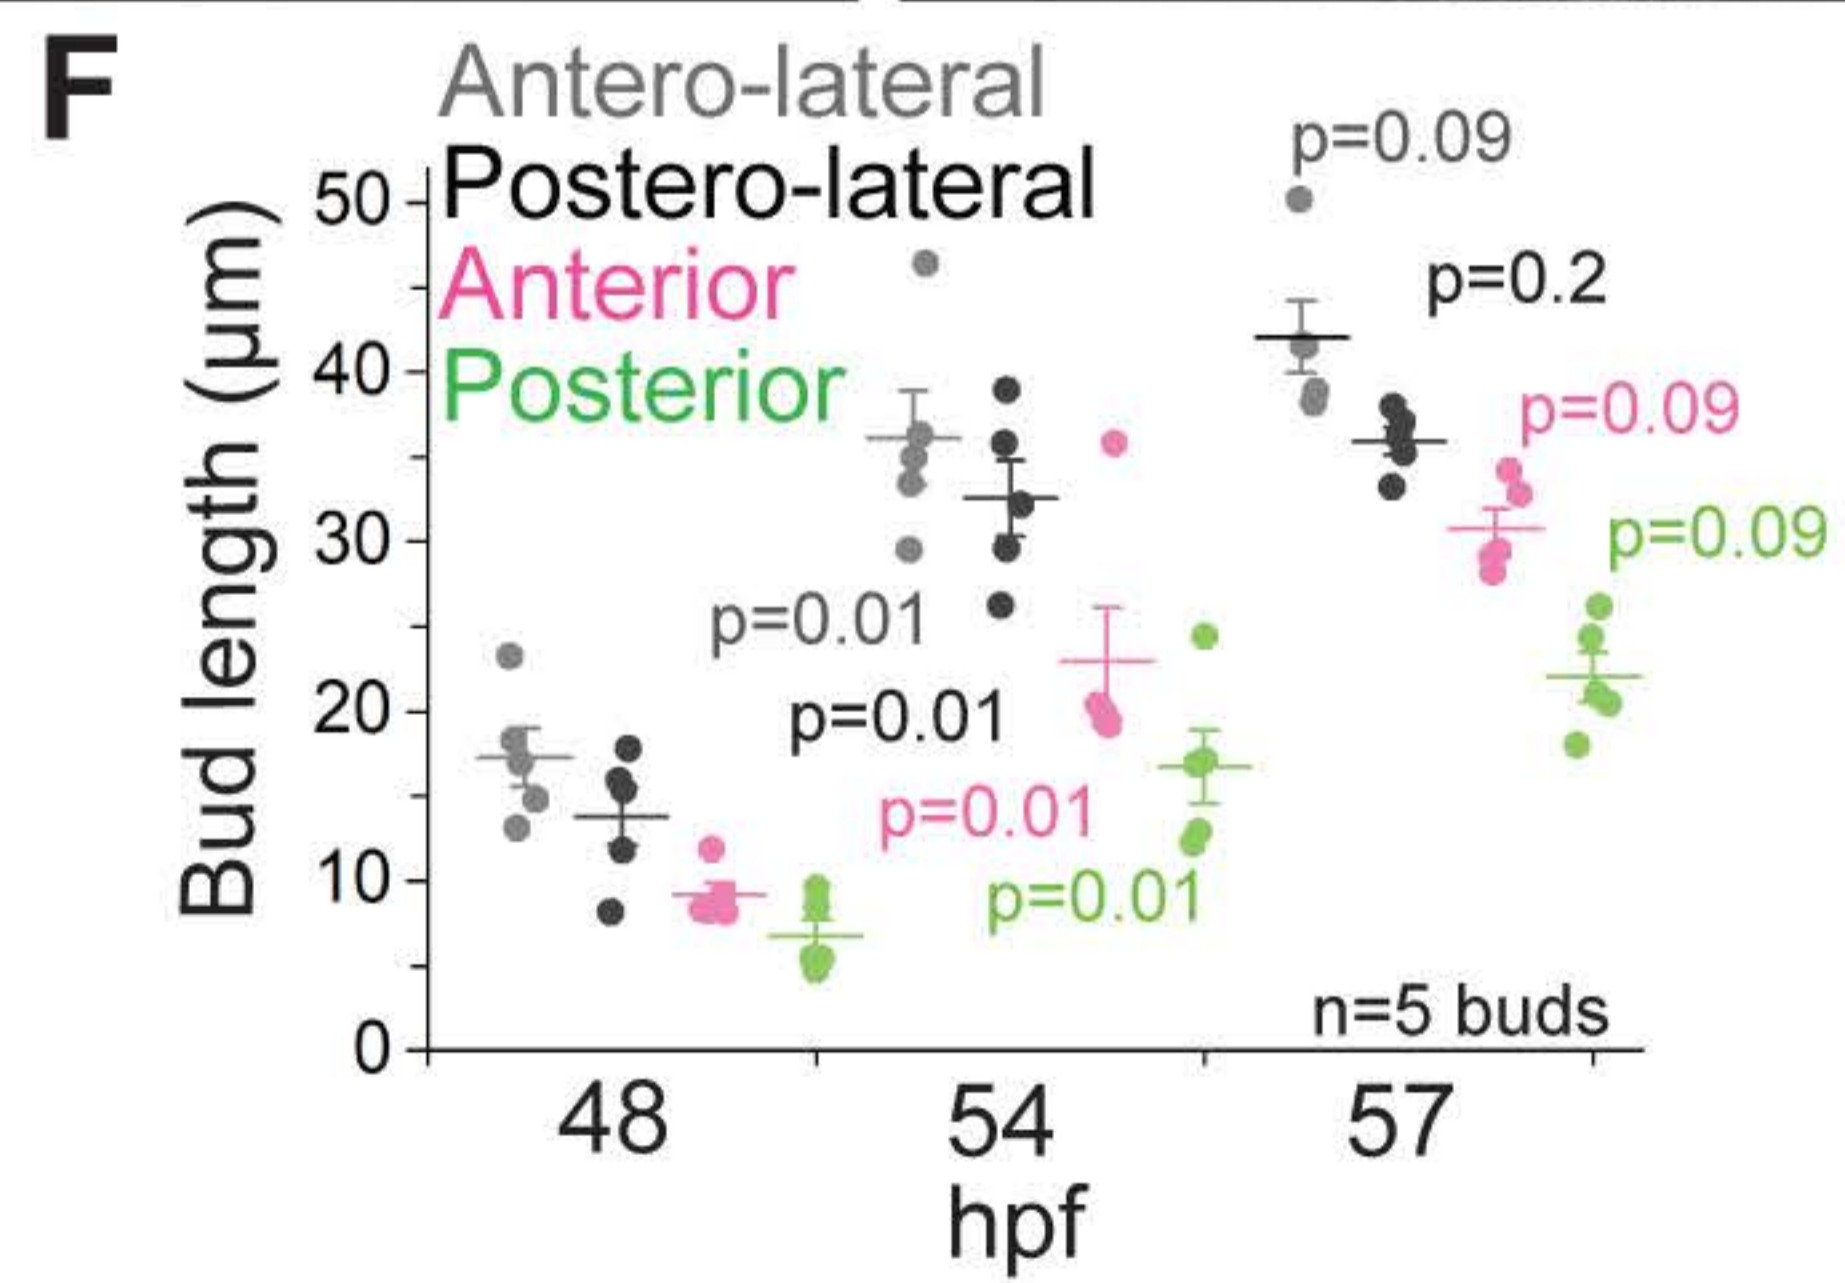 F
Antero-lateral
Postero-lateral
Anterior
Posterior
Bud length (µm)
50
40
30
20
10
0
p=0.09
p=0.2
p=0.09
p=0.09
p=0.01
p=0.01
p=0.01
p=0.01
n=5 buds
48 54 57
hpf